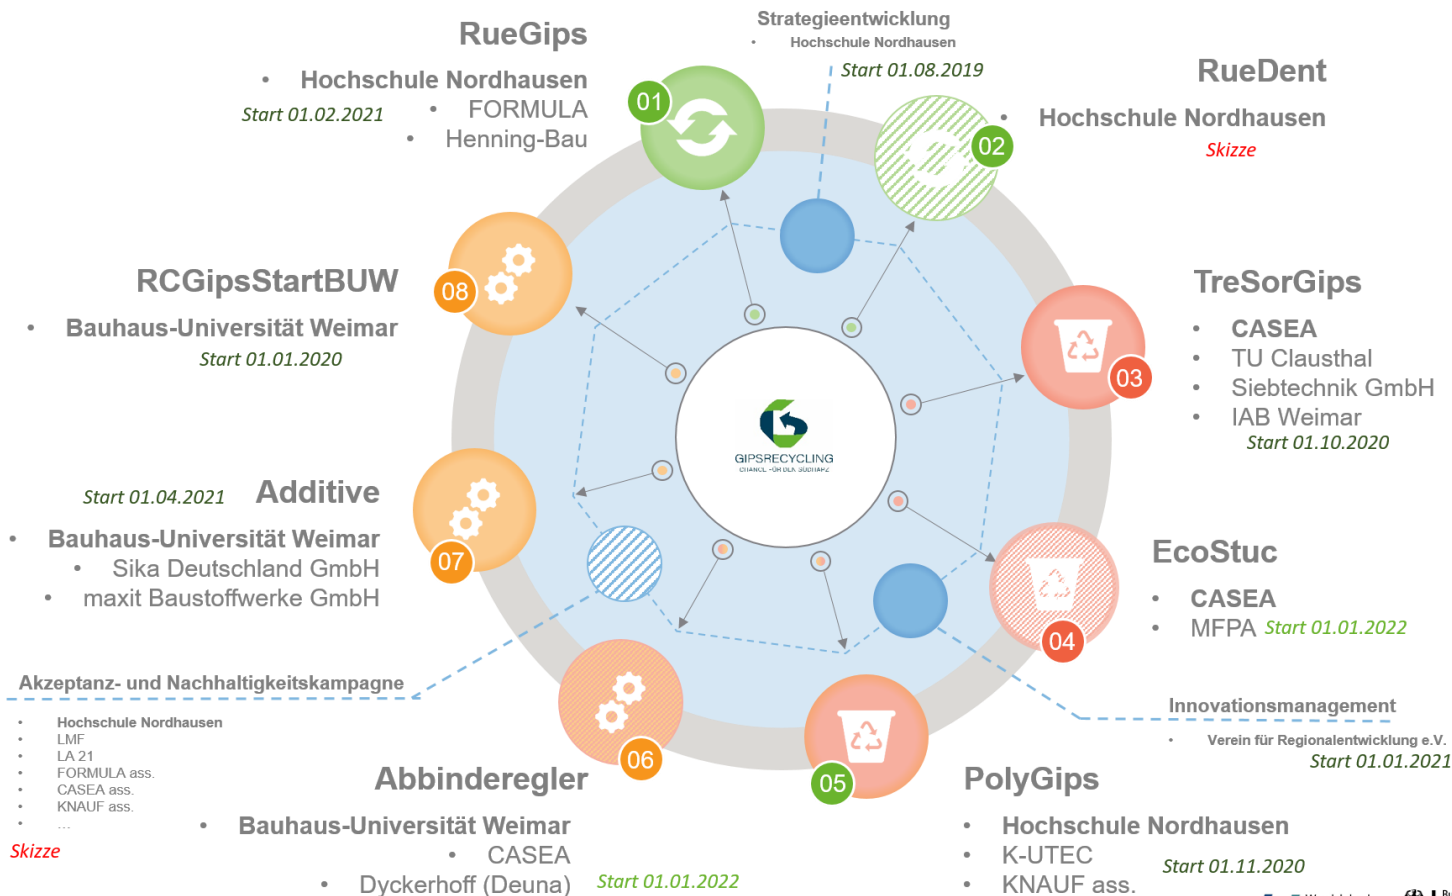 Strategieentwicklung
• Hochschule Nordhausen
Start 01.08.2019
RueGips
• Hochschule Nordhausen
• FORMULA
• Henning-Bau
Start 01.02.2021
01
RueDent
• Hochschule Nordhausen
Skizze
02
TreSorGips
• CASEA
• TU Clausthal
• Siebtechnik GmbH
• IAB Weimar
Start 01.10.2020
03
EcoStuc
• CASEA
• MFPA Start 01.01.2022
04
Innovationsmanagement
• Verein für Regionalentwicklung e.V.
Start 01.01.2021
PolyGips
• Hochschule Nordhausen
• K-UTEC
• KNAUF ass.
Start 01.11.2020
05
Abbinderegler
• Bauhaus-Universität Weimar
• CASEA
• Dyckerhoff (Deuna)
Start 01.01.2022
06
Akzeptanz- und Nachhaltigkeitskampagne
• Hochschule Nordhausen
• LMF
• LA 21
• FORMULA ass.
• CASEA ass.
• KNAUF ass.
• ...
Skizze
Start 01.04.2021 Additive
• Bauhaus-Universität Weimar
• Sika Deutschland GmbH
• maxit Baustoffwerke GmbH
07
RCGipsStartBUW
• Bauhaus-Universität Weimar
Start 01.01.2020
08
GIPSRECYCLING
CHANCE FÜR DEN SÜDHARZ